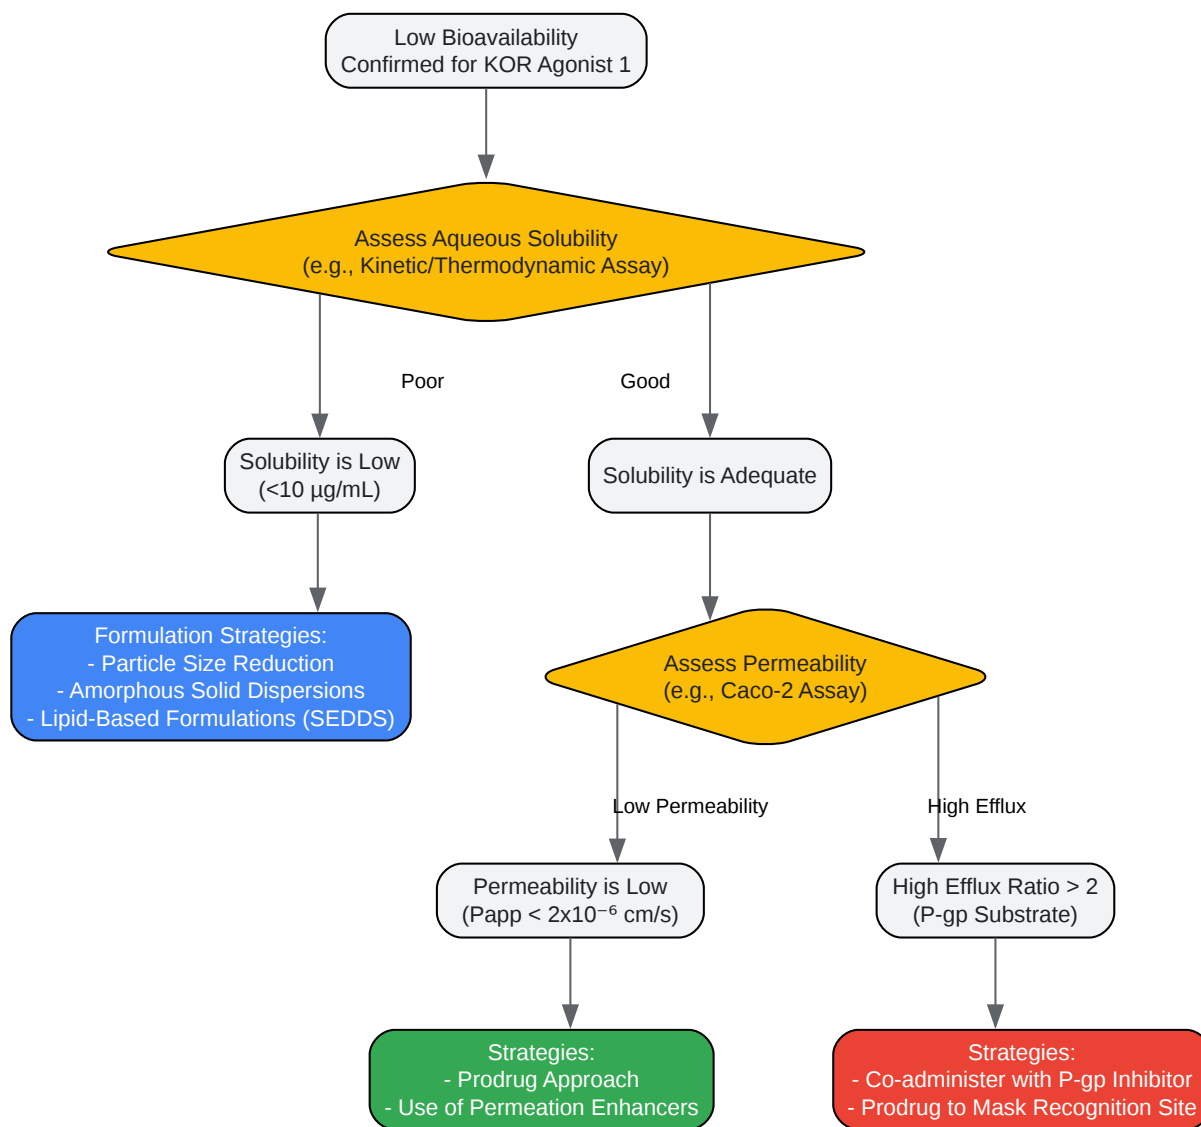 Low Bioavailability
Confirmed for KOR Agonist 1
Assess Aqueous Solubility
(e.g., Kinetic/Thermodynamic Assay)
Poor
Good
Solubility is Low
(<10 µg/mL)
Solubility is Adequate
Formulation Strategies:
- Particle Size Reduction
- Amorphous Solid Dispersions
- Lipid-Based Formulations (SEDDS)
Assess Permeability
(e.g., Caco-2 Assay)
Low Permeability
High Efflux
Permeability is Low
(Papp < 2x10⁻⁶ cm/s)
High Efflux Ratio > 2
(P-gp Substrate)
Strategies:
- Prodrug Approach
- Use of Permeation Enhancers
Strategies:
- Co-administer with P-gp Inhibitor
- Prodrug to Mask Recognition Site